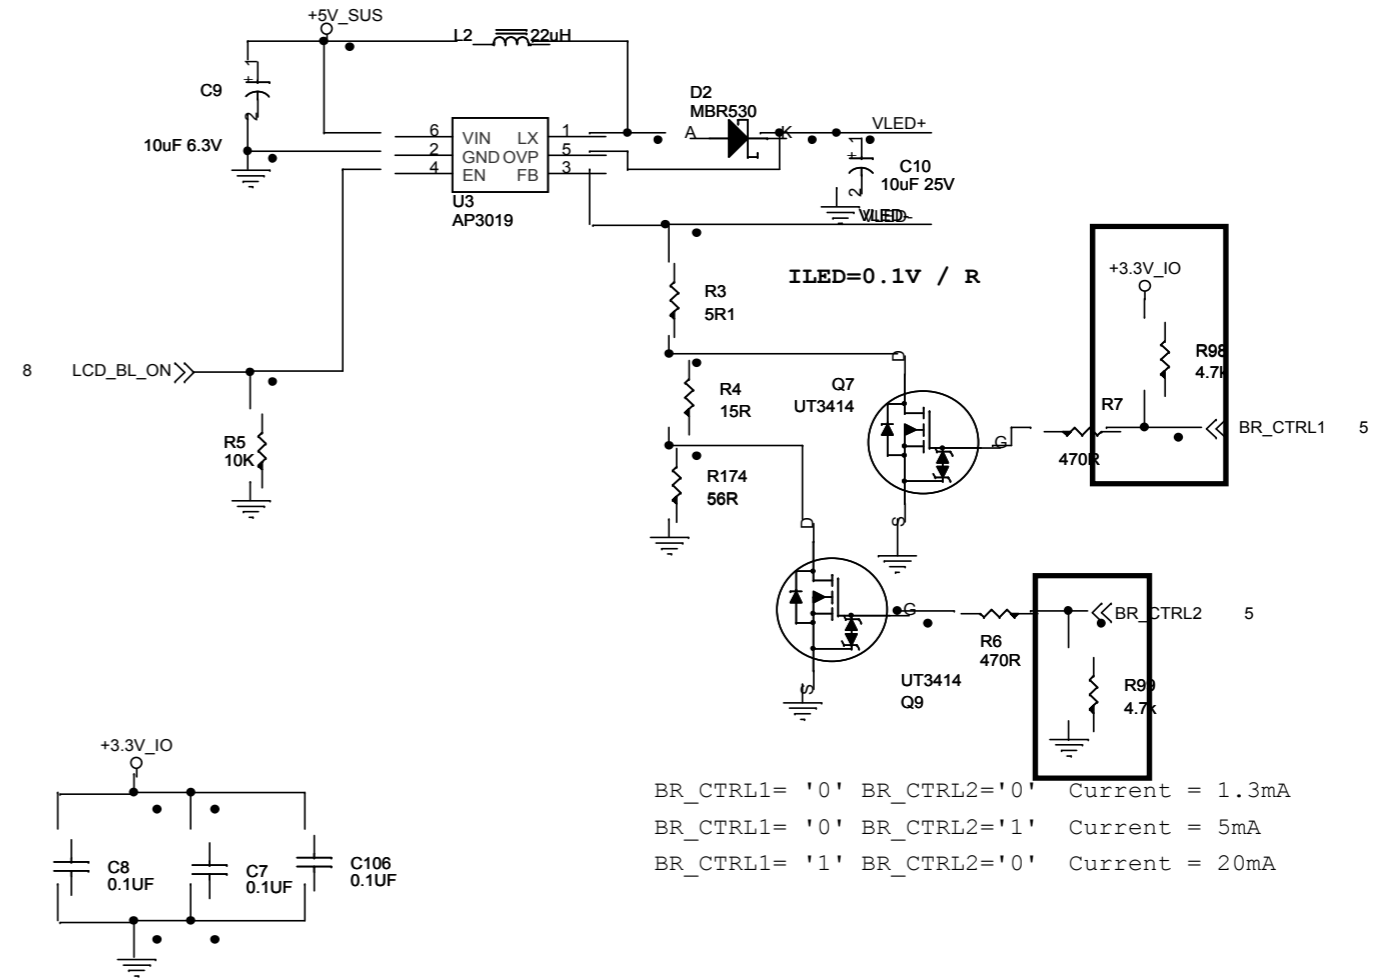 +5V_SUS
L2 22uH
C9
1
+
2
10uF 6.3V
D2
MBR530
A K
VLED+
1
+
2
C10
10uF 25V
6 VIN LX 1
2 GND OVP 5
4 EN FB 3
U3
AP3019
VLED-
ILED=0.1V / R
R3
5R1
+3.3V_IO
R98
4.7k
8 LCD_BL_ON
R5
10K
R4
15R
D
Q7
UT3414
G
S
R7
470R
BR_CTRL1 5
R174
56R
D
G
S
R6
470R
BR_CTRL2 5
UT3414
Q9
R99
4.7k
+3.3V_IO
C8
0.1UF
C7
0.1UF
C106
0.1UF
BR_CTRL1= '0' BR_CTRL2='0' Current = 1.3mA
BR_CTRL1= '0' BR_CTRL2='1' Current = 5mA
BR_CTRL1= '1' BR_CTRL2='0' Current = 20mA